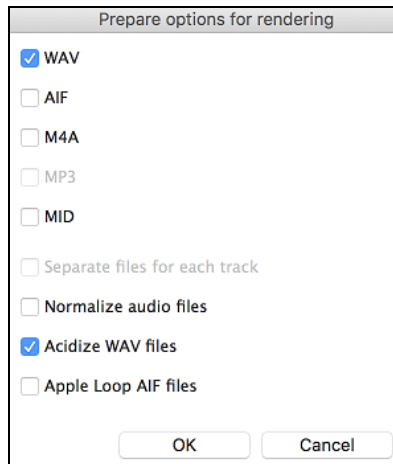 Prepare options for rendering
WAV
AIF
M4A
MP3
MID
Separate files for each track
Normalize audio files
Acidize WAV files
Apple Loop AIF files
OK Cancel